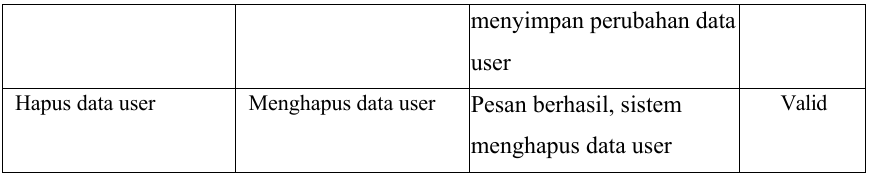 menyimpan perubahan data
user
Hapus data user
Menghapus data user
Pesan berhasil, sistem
menghapus data user
Valid